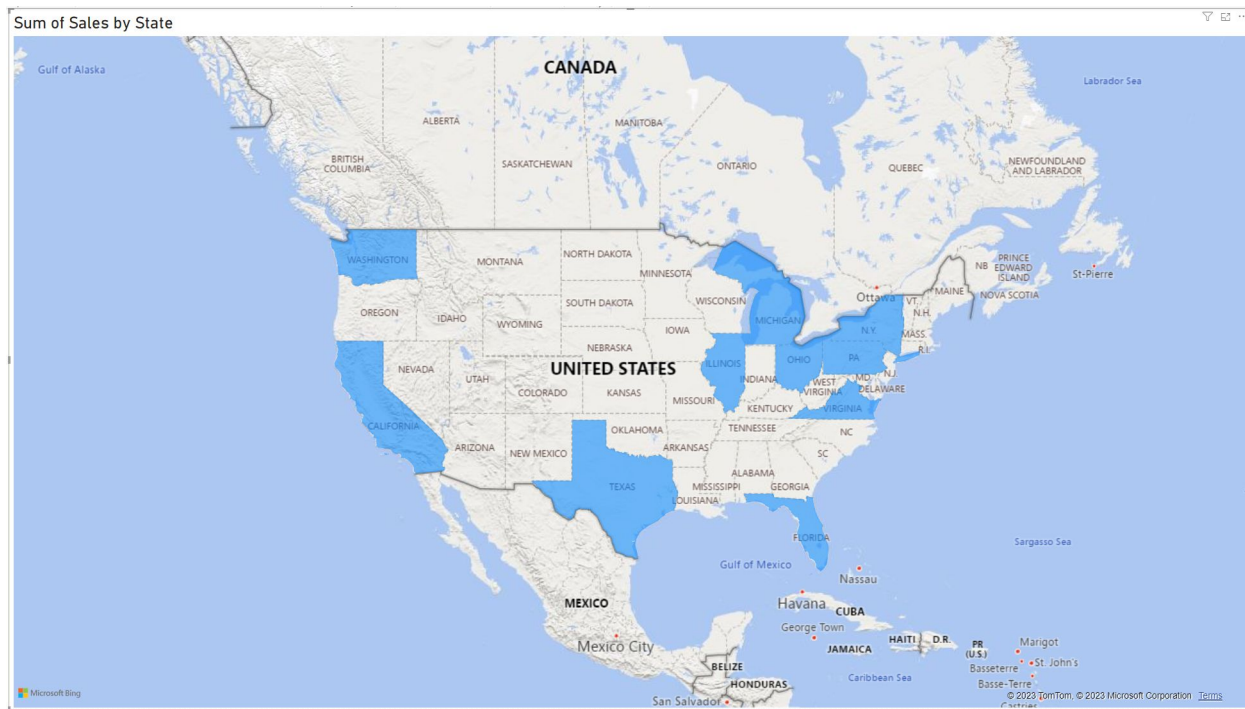 Sum of Sales by State
Gulf of Alaska
CANADA
Labrador Sea
ALBERTA
MANITOBA
BRITISH
COLUMBIA
SASKATCHEWAN
ONTARIO
QUEBEC
NEWFOUNDLAND
AND LABRADOR
WASHINGTON
MONTANA
NORTH DAKOTA
MINNESOTA
NB
PRINCE
EDWARD
ISLAND
St-Pierre
OREGON
IDAHO
SOUTH DAKOTA
WISCONSIN
MICHIGAN
Ottawa
VT.
MAINE
NOVA SCOTIA
N.H.
WYOMING
IOWA
N.Y.
MASS.
R.I.
NEBRASKA
UNITED STATES
NEVADA
UTAH
COLORADO
KANSAS
MISSOURI
ILLINOIS
INDIANA
OHIO
PA
N.J.
MD.
DELAWARE
WEST
VIRGINIA
VIRGINIA
KENTUCKY
CALIFORNIA
ARIZONA
NEW MEXICO
OKLAHOMA
ARKANSAS
TENNESSEE
NC
SC
TEXAS
LOUISIANA
MISSISSIPPI
ALABAMA
GEORGIA
FLORIDA
Gulf of Mexico
Sargasso Sea
Nassau
MEXICO
Havana
CUBA
Mexico City
George Town
JAMAICA
HAITI
D.R.
PR
(U.S.)
Marigot
Basseterre
St. John's
Basse-Terre
Castries
BELIZE
HONDURAS
Caribbean Sea
San Salvador
Microsoft Bing
© 2023 TomTom, © 2023 Microsoft Corporation Terms